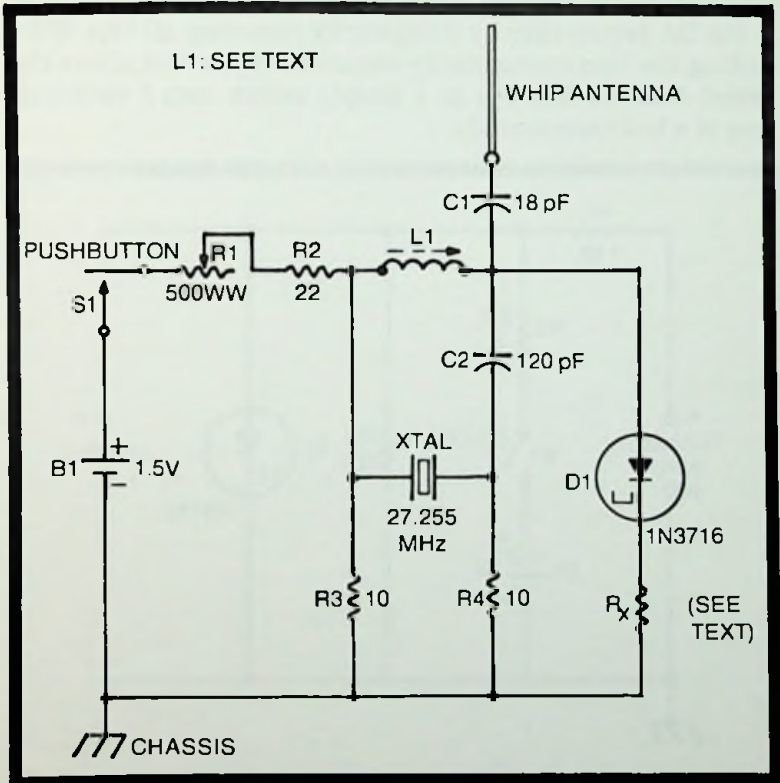 L1: SEE TEXT
WHIP ANTENNA
C1 18 pF
PUSHBUTTON
R1
R2
L1
500WW
22
S1
C2 120 pF
XTAL
B1 + 1.5V
-
D1
27.255
MHz
1N3716
R3 10
R4 10
Rx (SEE
TEXT)
CHASSIS